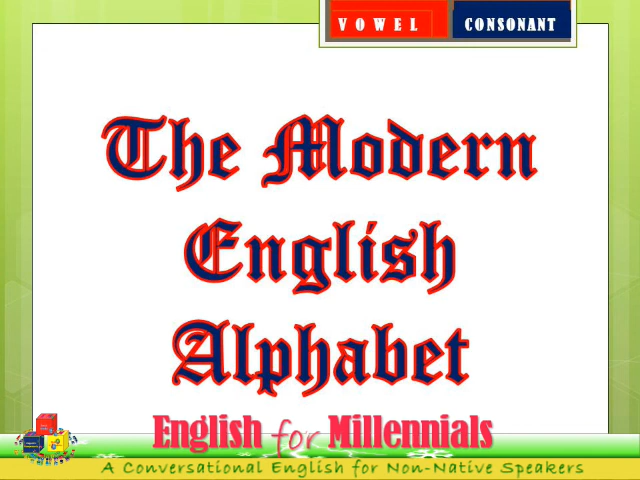 VOWEL CONSONANT
The Modern
English
Alphabet
English for Millennials
A Conversational English for Non-Native Speakers